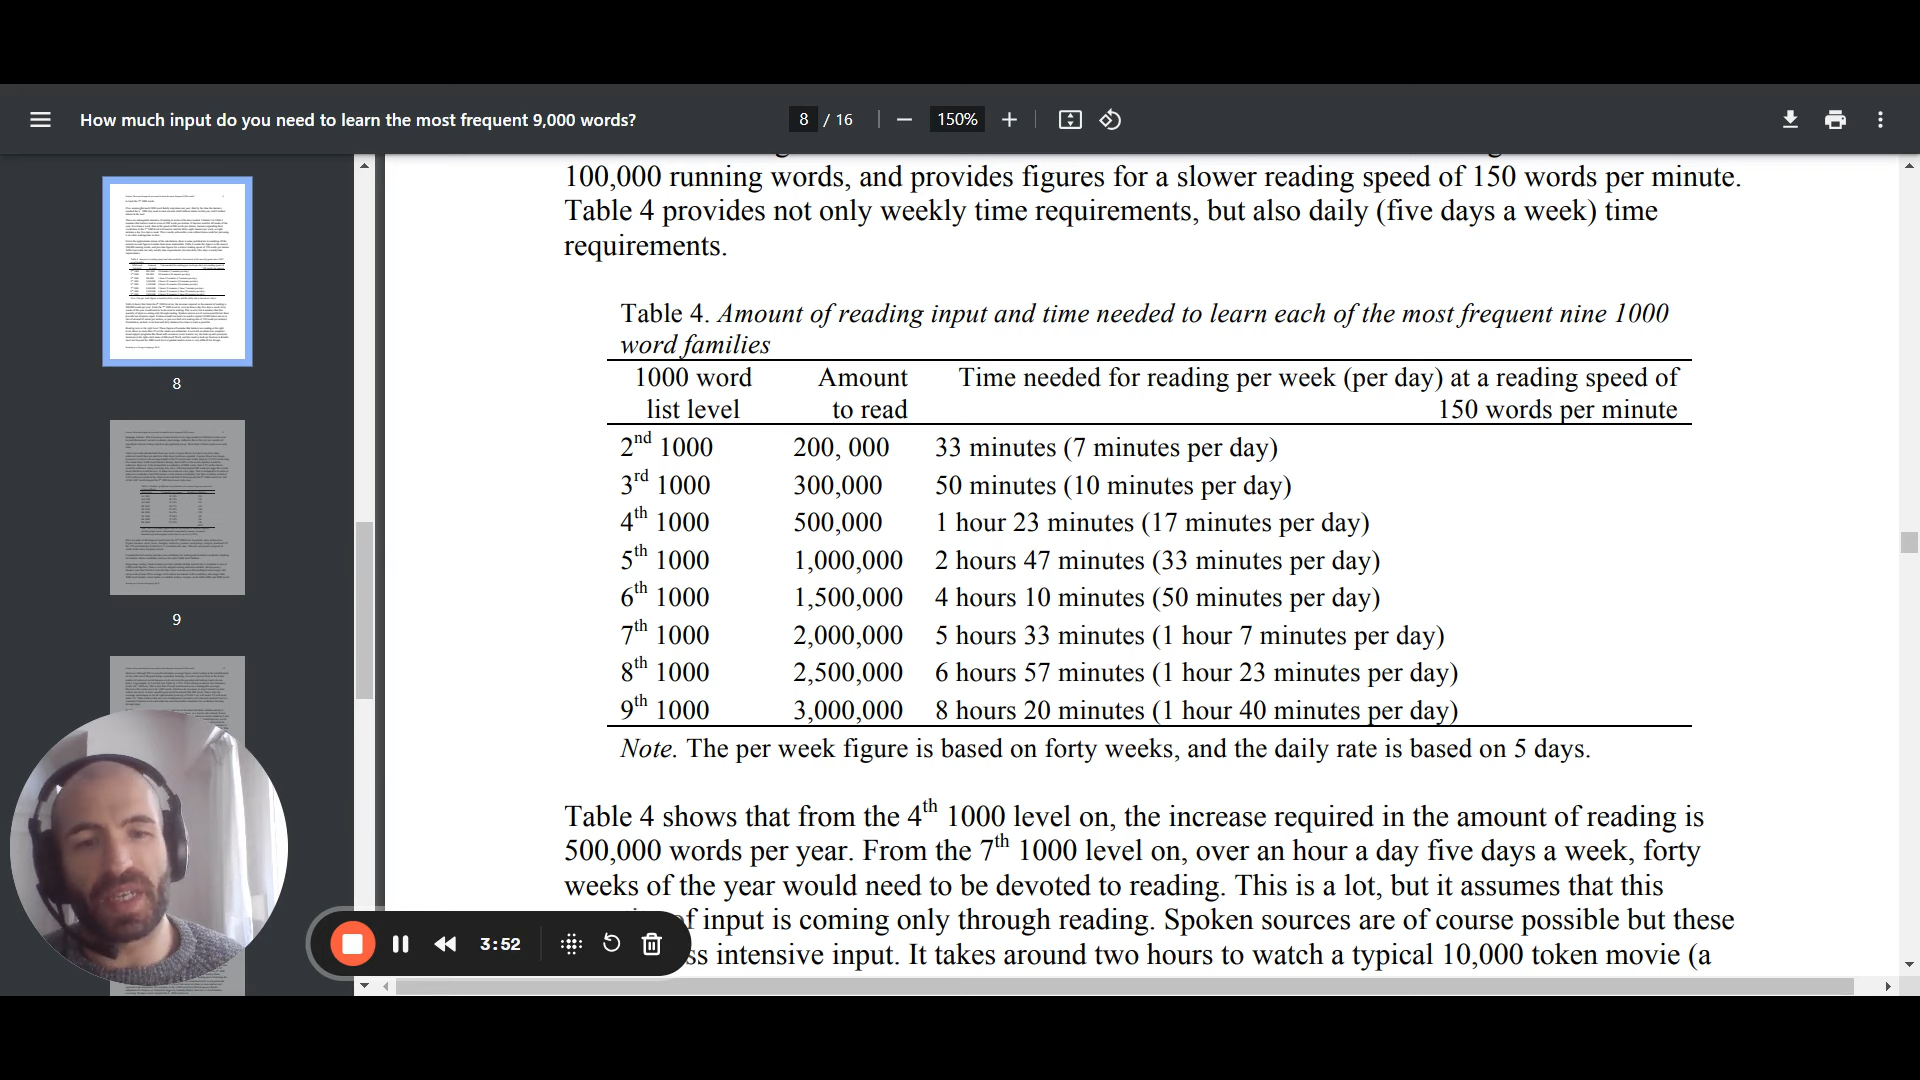 How much input do you need to learn the most frequent 9,000 words?
8 / 16
150%
100,000 running words, and provides figures for a slower reading speed of 150 words per minute.
Table 4 provides not only weekly time requirements, but also daily (five days a week) time
requirements.
Table 4. Amount of reading input and time needed to learn each of the most frequent nine 1000
word families
1000 word list level Amount to read Time needed for reading per week (per day) at a reading speed of 150 words per minute
2nd 1000 200, 000 33 minutes (7 minutes per day)
3rd 1000 300,000 50 minutes (10 minutes per day)
4th 1000 500,000 1 hour 23 minutes (17 minutes per day)
5th 1000 1,000,000 2 hours 47 minutes (33 minutes per day)
6th 1000 1,500,000 4 hours 10 minutes (50 minutes per day)
7th 1000 2,000,000 5 hours 33 minutes (1 hour 7 minutes per day)
8th 1000 2,500,000 6 hours 57 minutes (1 hour 23 minutes per day)
9th 1000 3,000,000 8 hours 20 minutes (1 hour 40 minutes per day)
Note. The per week figure is based on forty weeks, and the daily rate is based on 5 days.
Table 4 shows that from the 4th 1000 level on, the increase required in the amount of reading is
500,000 words per year. From the 7th 1000 level on, over an hour a day five days a week, forty
weeks of the year would need to be devoted to reading. This is a lot, but it assumes that this
of input is coming only through reading. Spoken sources are of course possible but these
intensive input. It takes around two hours to watch a typical 10,000 token movie (a
8
9
3:52